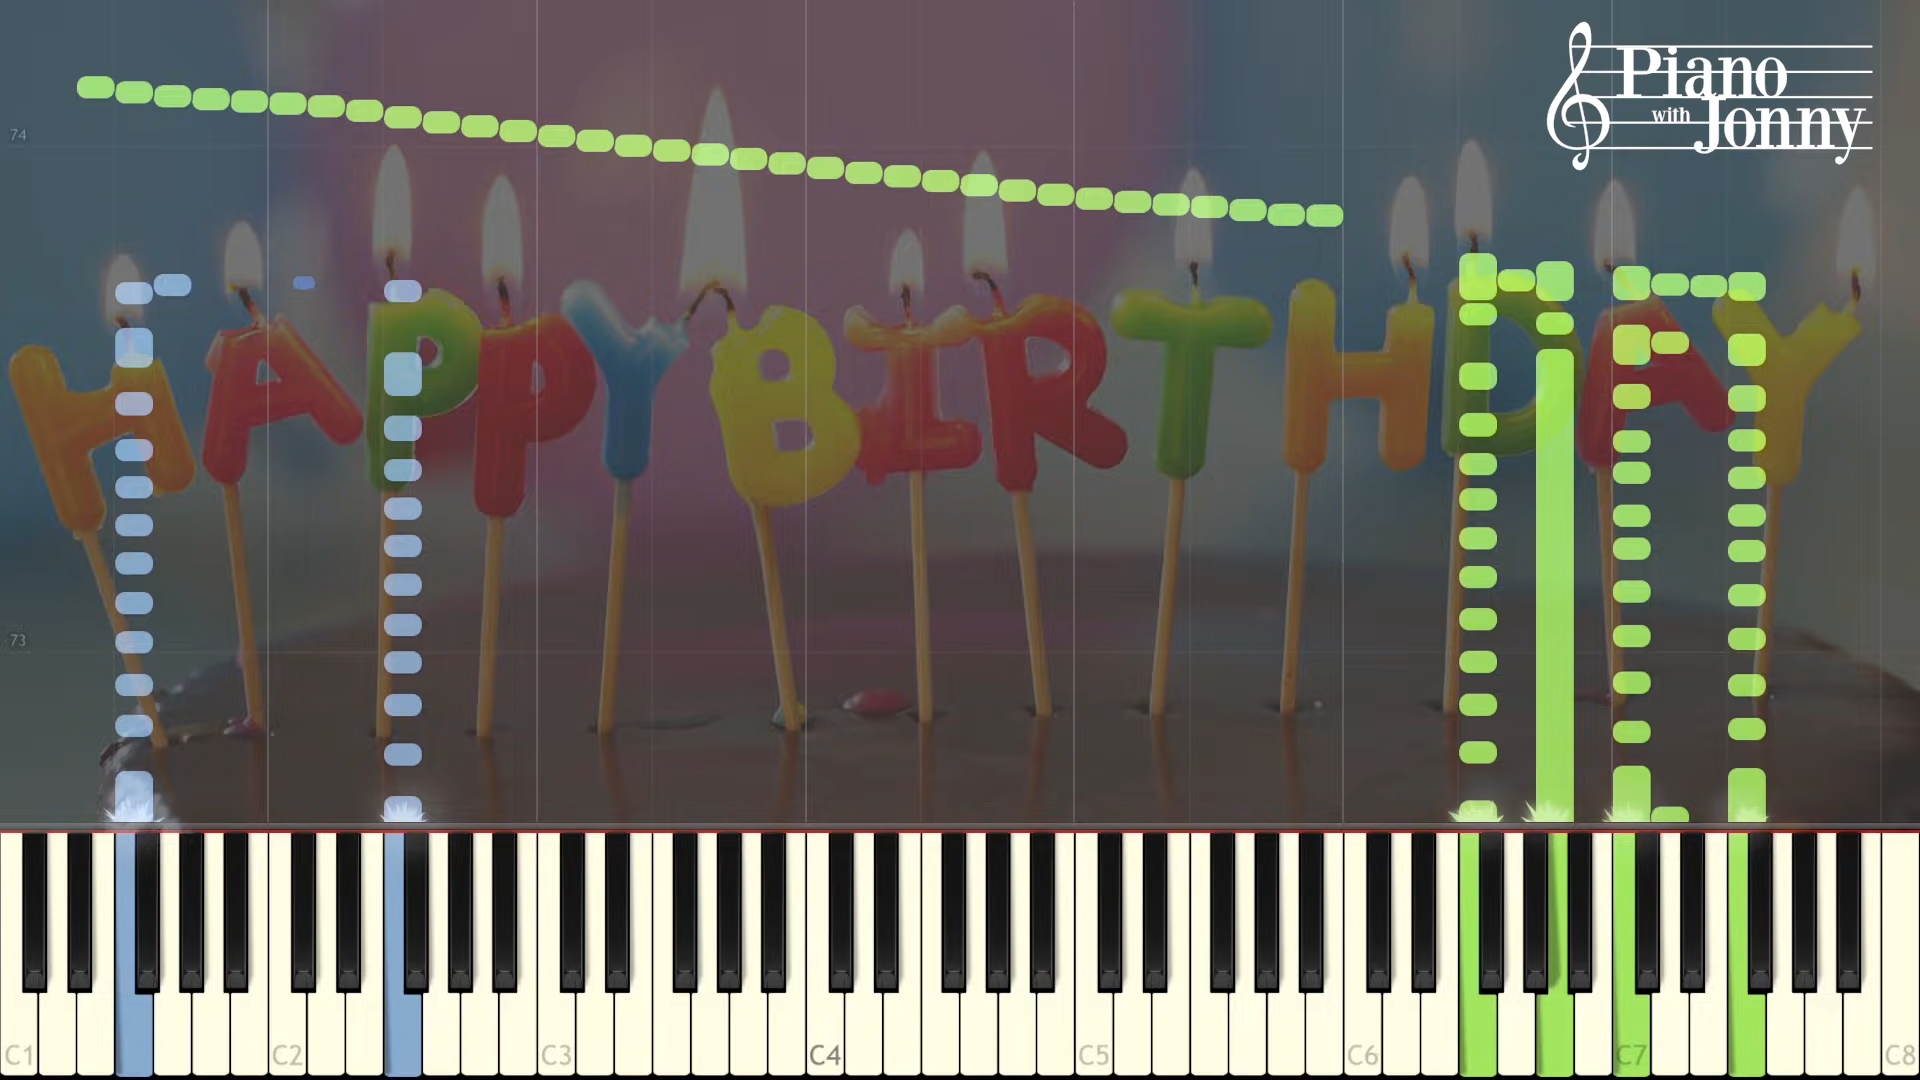 Piano
with Jonny
74
HAPPY BIRTHDAY
73
C1 C2 C3 C4 C5 C6 C7 C8